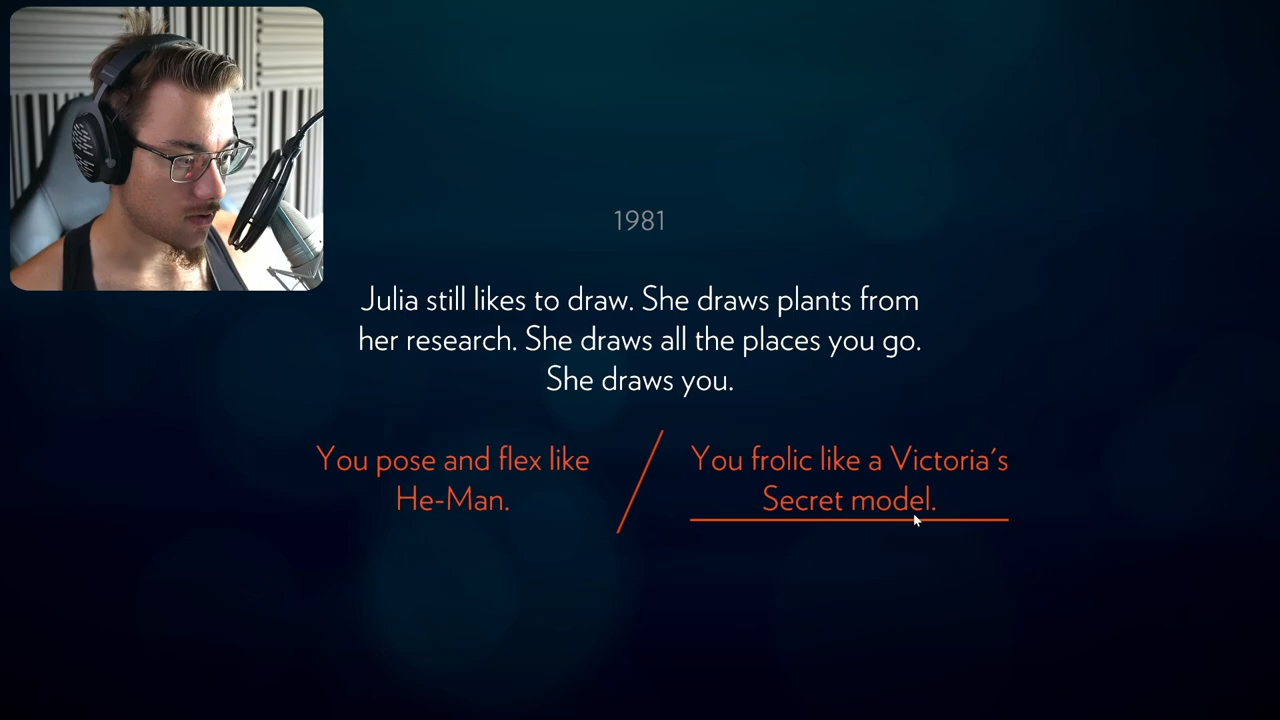 1981
Julia still likes to draw. She draws plants from
her research. She draws all the places you go.
She draws you.
You pose and flex like
He-Man.
You frolic like a Victoria's
Secret model.